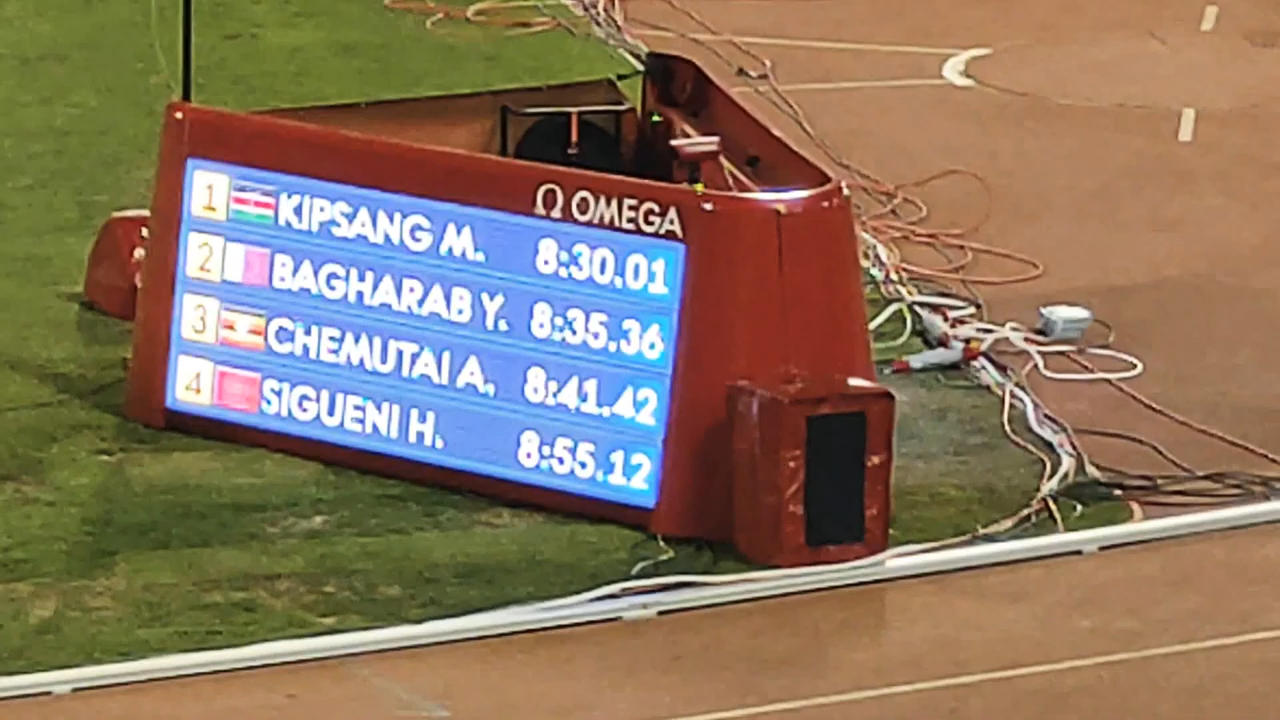 Ω OMEGA
1 KIPSANG M. 8:30.01
2 BAGHARAB Y. 8:35.36
3 CHEMUTAI A. 8:41.42
4 SIGUENI H. 8:55.12